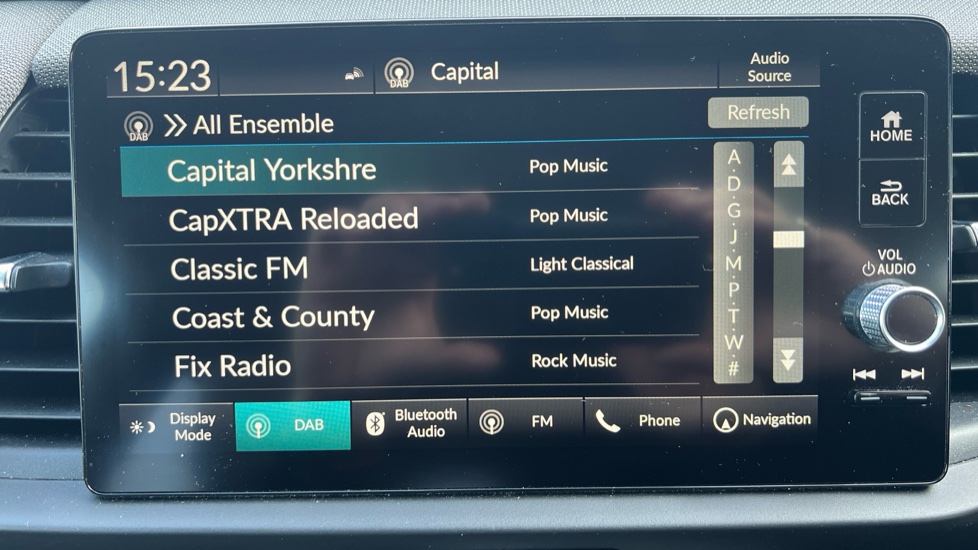 15:23
DAB
Capital
Audio
Source
DAB
All Ensemble
Refresh
Capital Yorkshre
Pop Music
CapXTRA Reloaded
Pop Music
Classic FM
Light Classical
Coast & County
Pop Music
Fix Radio
Rock Music
A
D
G
J
M
P
T
W
#
HOME
BACK
VOL
AUDIO
Display
Mode
DAB
Bluetooth
Audio
FM
Phone
Navigation